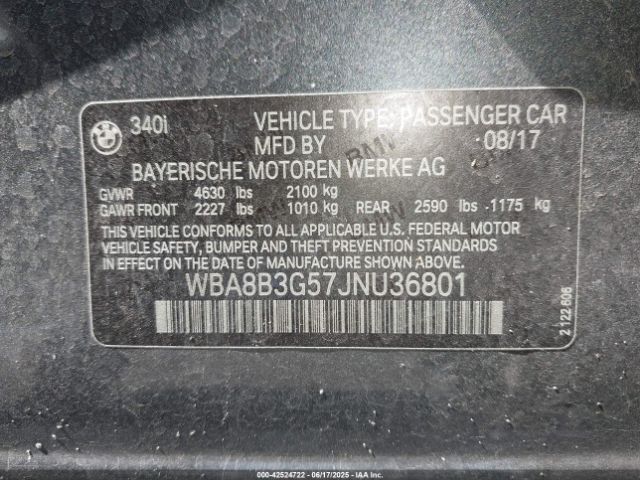 340i VEHICLE TYPE: PASSENGER CAR
MFD BY 08/17
BAYERISCHE MOTOREN WERKE AG
GVWR 4630 lbs 2100 kg
GAWR FRONT 2227 lbs 1010 kg REAR 2590 lbs -1175 kg
THIS VEHICLE CONFORMS TO ALL APPLICABLE U.S. FEDERAL MOTOR
VEHICLE SAFETY, BUMPER AND THEFT PREVENTION STANDARDS
IN EFFECT ON THE DATE OF MANUFACTURE SHOWN ABOVE.
WBA8B3G57JNU36801
2 122 606
© IAA - 42524722 | 06/17/2025 - IAAI.COM